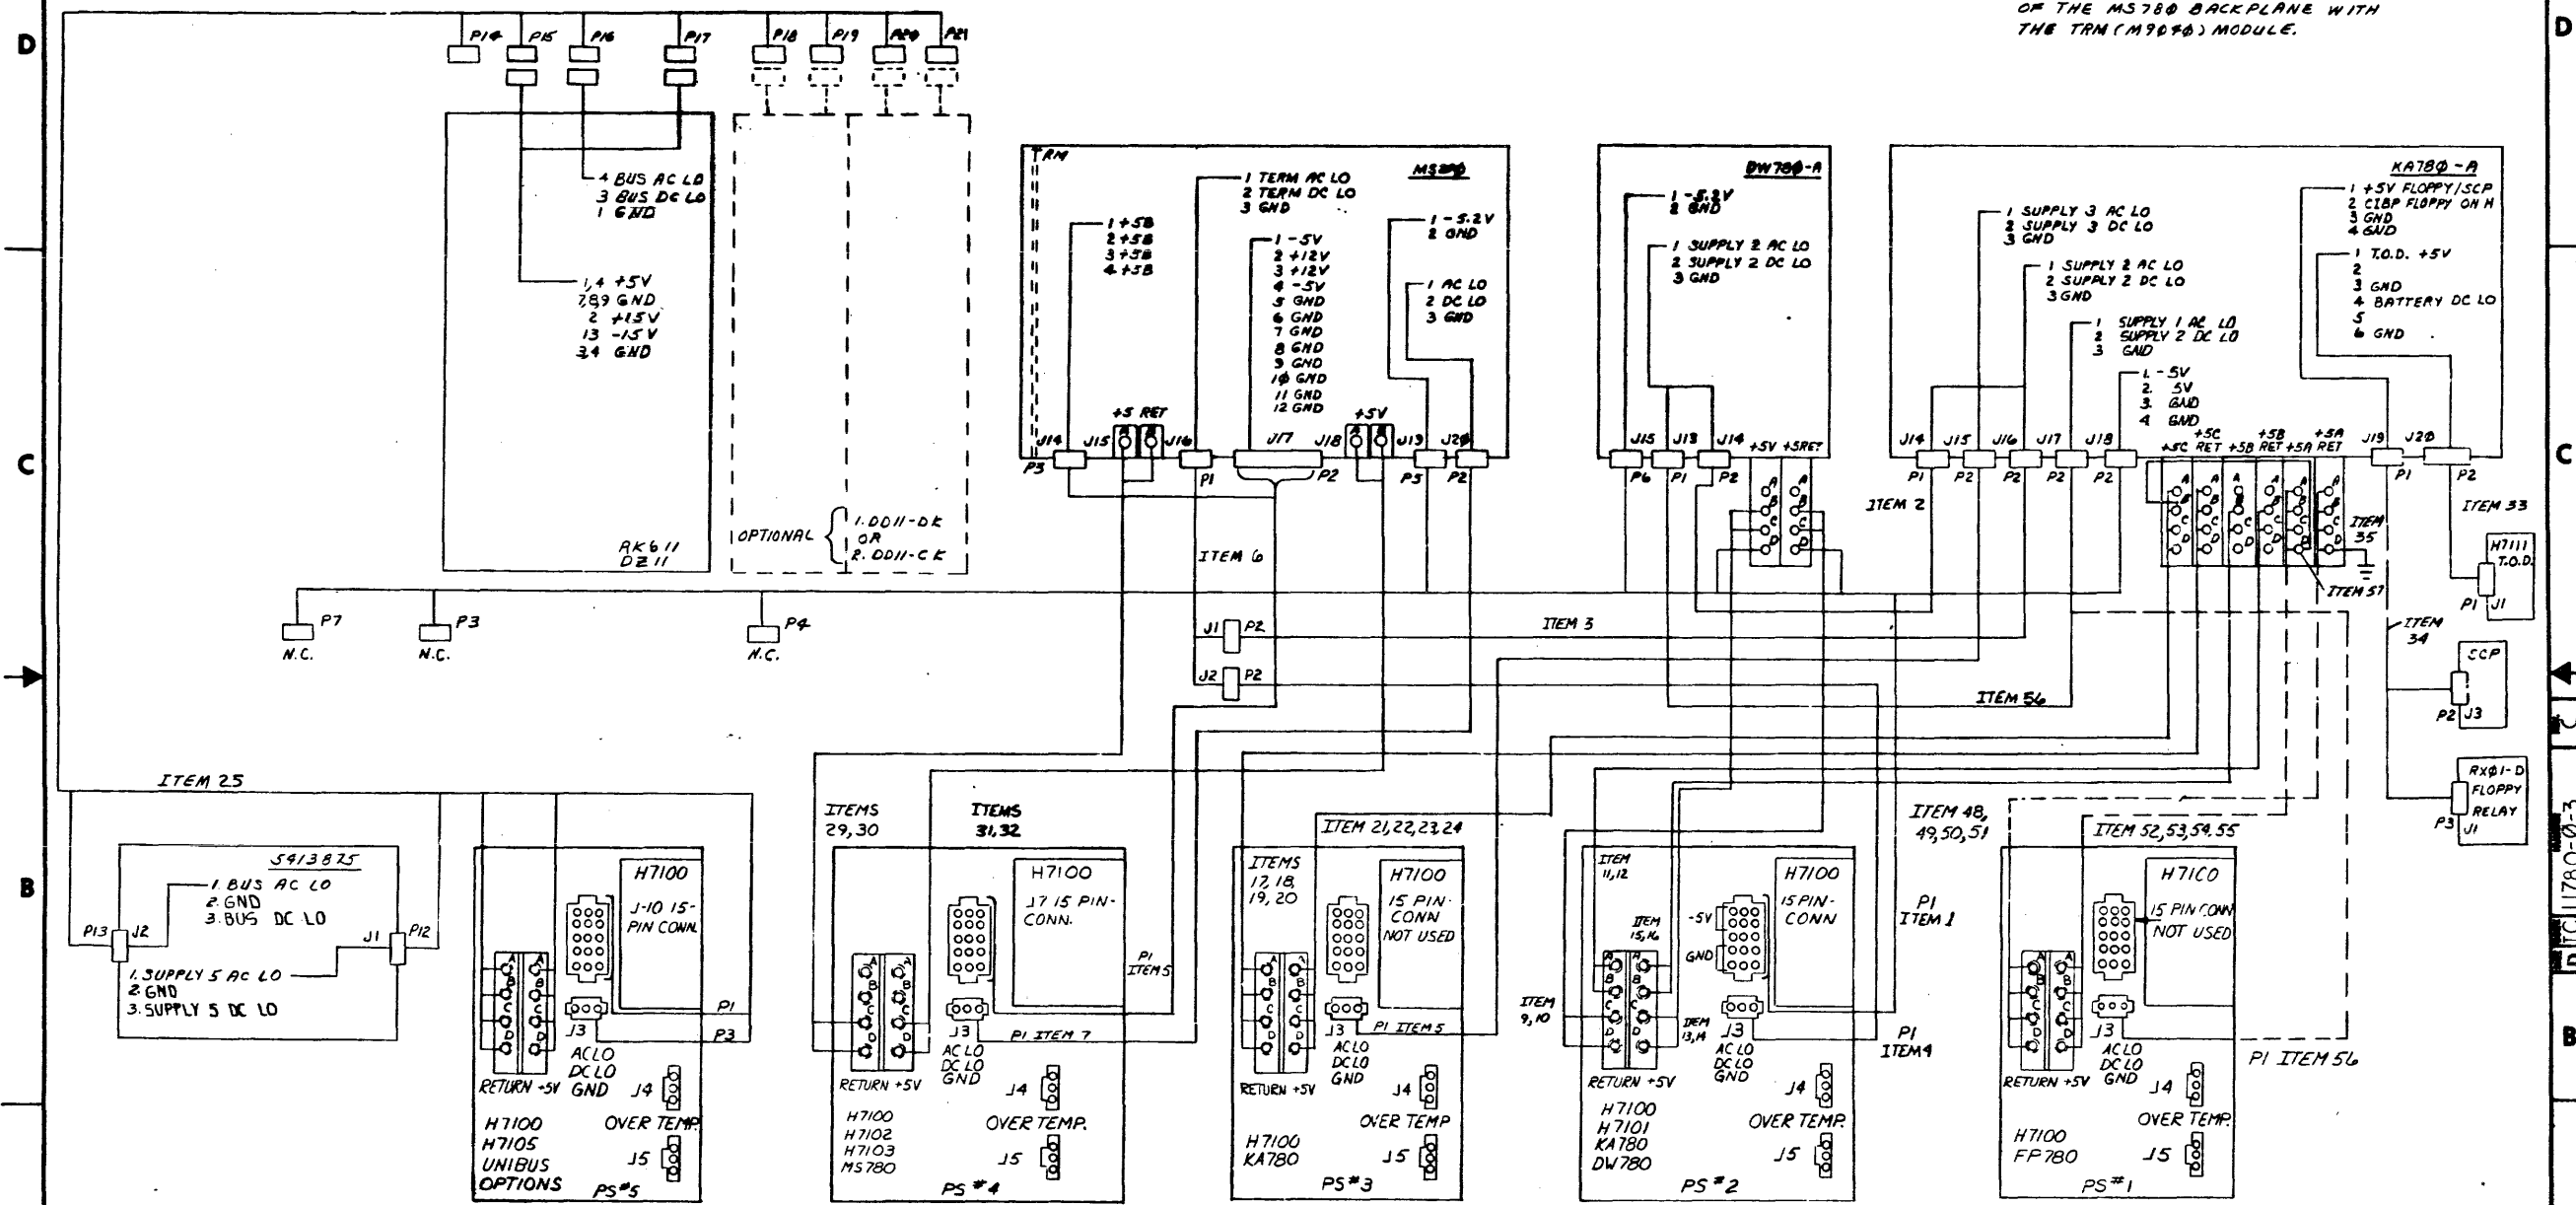 OF THE MS780 BACKPLANE WITH
THE TRM (M9040) MODULE.
D
D
P14 P15 P16 P17 P18 P19 P20 P21
4 BUS AC LO
3 BUS DC LO
1 GND
1,4 +5V
7,8,9 GND
2 +15V
13 -15V
3,4 GND
RK611
DZ11
OPTIONAL
1. DD11-DK
OR
2. DD11-CK
TRM
MS780
1 +5B
2 +5B
3 +5B
4 +5B
1 TERM AC LO
2 TERM DC LO
3 GND
1 -5V
2 +12V
3 +12V
4 -5V
5 GND
6 GND
7 GND
8 GND
9 GND
10 GND
11 GND
12 GND
1 -5.2V
2 GND
1 AC LO
2 DC LO
3 GND
+5 RET
+5V
J14 J15 J16 J17 J18 J19 J20
P3 P1 P2 P5 P2
DW780-A
1 -5.2V
2 GND
1 SUPPLY 2 AC LO
2 SUPPLY 2 DC LO
3 GND
J15 J13 J14 +5V +5RET
P6 P1 P2
A
B
C
D
KA780-A
1 +5V FLOPPY/SCP
2 CIBP FLOPPY ON H
3 GND
4 GND
1 SUPPLY 3 AC LO
2 SUPPLY 3 DC LO
3 GND
1 T.O.D. +5V
2
3 GND
4 BATTERY DC LO
5
6 GND
1 SUPPLY 2 AC LO
2 SUPPLY 2 DC LO
3 GND
1 SUPPLY 1 AC LO
2 SUPPLY 2 DC LO
3 GND
1. -5V
2. 5V
3. GND
4 GND
J14 J15 J16 J17 J18 +5C +5C RET +5B +5B RET +5A +5A RET J19 J20
P1 P2 P2 P2 P2 P1 P2
C
C
ITEM 2
ITEM 35
ITEM 33
ITEM 57
H7111
T.O.D.
P1 J1
ITEM 6
P7 P3 P4
N.C. N.C. N.C.
J1 P2
ITEM 3
J2 P2
ITEM 56
ITEM 34
SCP
P2 J3
RX01-D
FLOPPY
RELAY
P3 J1
ITEM 25
5413875
1. BUS AC LO
2. GND
3. BUS DC LO
P13 J2 J1 P12
1. SUPPLY 5 AC LO
2. GND
3. SUPPLY 5 DC LO
B
B
H7100
J-10 15-
PIN CONN.
P1
P3
J3
AC LO
DC LO
GND
RETURN +5V
J4
OVER TEMP.
J5
H7100
H7105
UNIBUS
OPTIONS
PS#5
ITEMS
29,30
ITEMS
31,32
H7100
J7 15 PIN-
CONN.
P1
ITEM 5
J3
P1 ITEM 7
AC LO
DC LO
GND
RETURN +5V
J4
OVER TEMP.
J5
H7100
H7102
H7103
MS780
PS#4
ITEM 21,22,23,24
ITEMS
17,18,
19,20
H7100
15 PIN-
CONN
NOT USED
J3
P1 ITEM 5
AC LO
DC LO
GND
RETURN +5V
J4
OVER TEMP
J5
H7100
KA780
PS#3
ITEM
11,12
ITEM
15,16
ITEM
9,10
ITEM
13,14
-5V
GND
H7100
15 PIN-
CONN
P1
ITEM 1
P1
ITEM 4
J3
AC LO
DC LO
GND
RETURN +5V
J4
OVER TEMP.
J5
H7100
H7101
KA780
DW780
PS#2
ITEM 48,
49,50,51
ITEM 52,53,54,55
H7100
15 PIN CONN
NOT USED
J3
AC LO
DC LO
GND
RETURN +5V
P1 ITEM 56
J4
OVER TEMP.
J5
H7100
FP780
PS#1